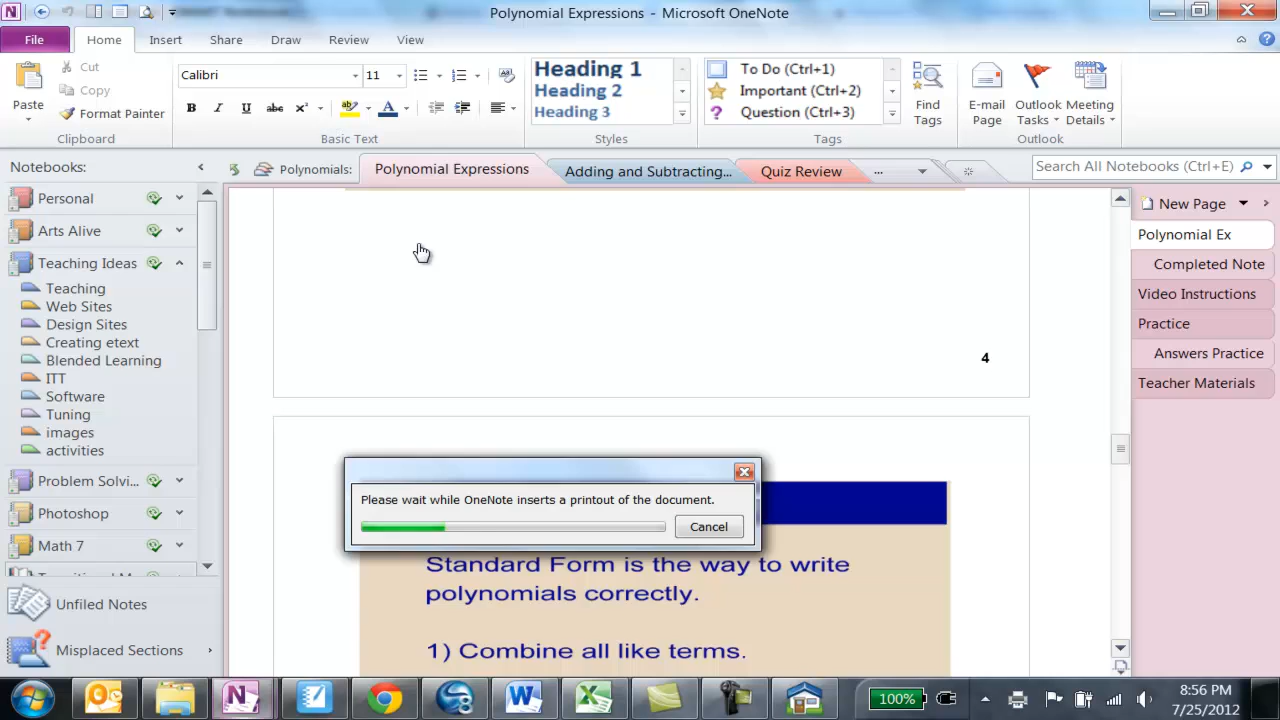 Polynomial Expressions - Microsoft OneNote
File Home Insert Share Draw Review View
Paste
Cut
Copy
Format Painter
Clipboard
Calibri 11
B I U abc x²
A
Basic Text
Heading 1
Heading 2
Heading 3
Styles
To Do (Ctrl+1)
Important (Ctrl+2)
Question (Ctrl+3)
Tags
Find
Tags
E-mail
Page
Outlook
Tasks
Meeting
Details
Outlook
Notebooks:
Polynomials: Polynomial Expressions Adding and Subtracting... Quiz Review ...
Search All Notebooks (Ctrl+E)
Personal
Arts Alive
Teaching Ideas
Teaching
Web Sites
Design Sites
Creating etext
Blended Learning
ITT
Software
Tuning
images
activities
Problem Solvi...
Photoshop
Math 7
Unfiled Notes
Misplaced Sections
4
Please wait while OneNote inserts a printout of the document.
Cancel
Standard Form is the way to write
polynomials correctly.
1) Combine all like terms.
New Page
Polynomial Ex
Completed Note
Video Instructions
Practice
Answers Practice
Teacher Materials
100%
8:56 PM
7/25/2012